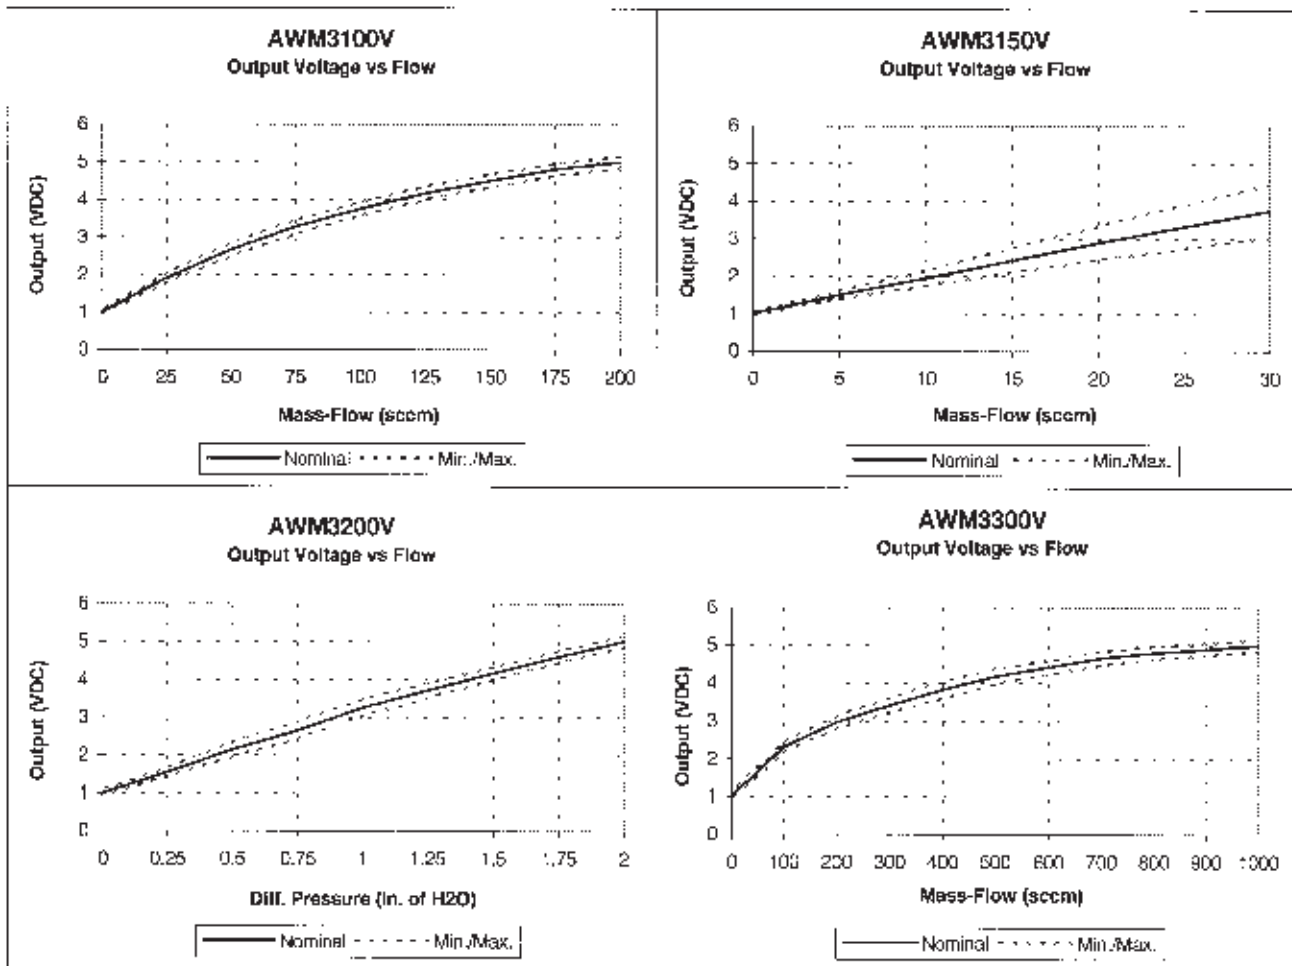 AWM3100V
Output Voltage vs Flow
Output (VDC)
6
5
4
3
2
1
0
0 25 50 75 100 125 150 175 200
Mass-Flow (sccm)
Nominal Min./Max.
AWM3150V
Output Voltage vs Flow
Output (VDC)
6
5
4
3
2
1
0
0 5 10 15 20 25 30
Mass-Flow (sccm)
Nominal Min./Max.
AWM3200V
Output Voltage vs Flow
Output (VDC)
6
5
4
3
2
1
0
0 0.25 0.5 0.75 1 1.25 1.5 1.75 2
Diff. Pressure (In. of H2O)
Nominal Min./Max.
AWM3300V
Output Voltage vs Flow
Output (VDC)
6
5
4
3
2
1
0
0 100 200 300 400 500 600 700 800 900 1000
Mass-Flow (sccm)
Nominal Min./Max.